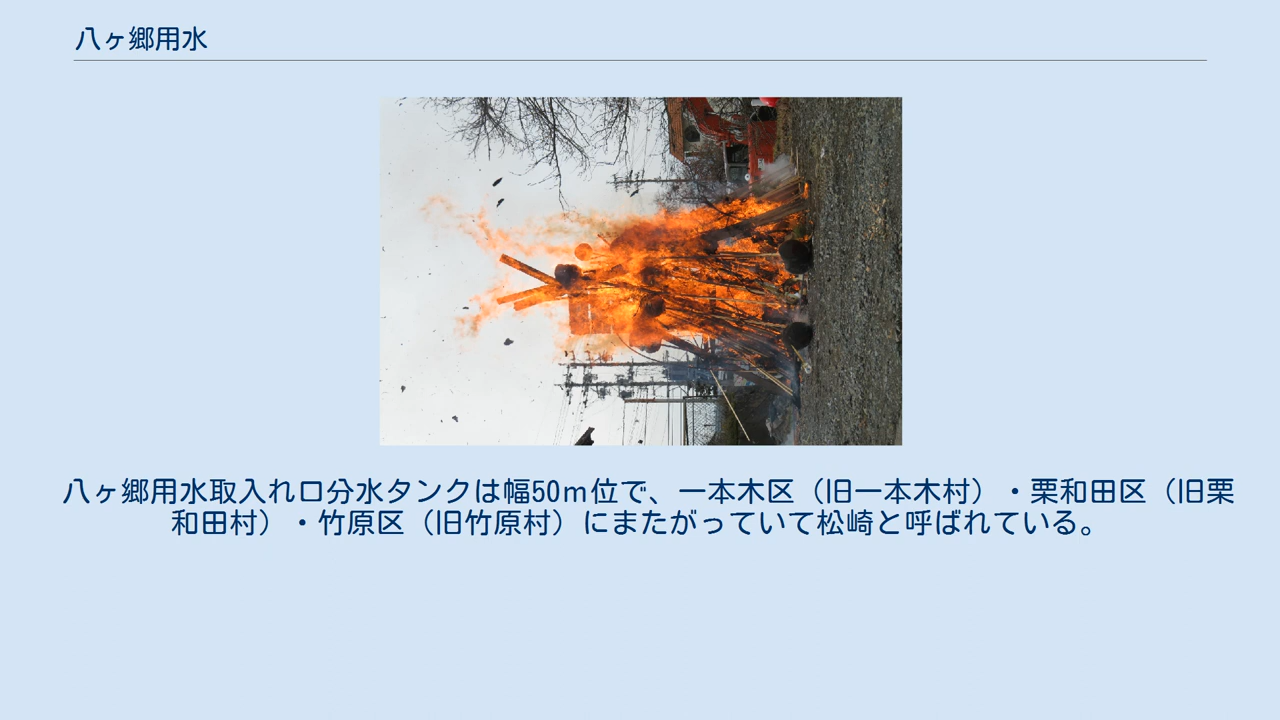 八ヶ郷用水
八ヶ郷用水取入れ口分水タンクは幅50ｍ位で、一本木区（旧一本木村）・栗和田区（旧栗
和田村）・竹原区（旧竹原村）にまたがっていて松崎と呼ばれている。